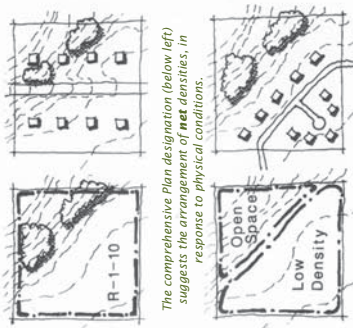 R-1-10
The comprehensive Plan designation (below left)
suggests the arrangement of net densities, in
response to physical conditions.
Open
Space
Low
Density